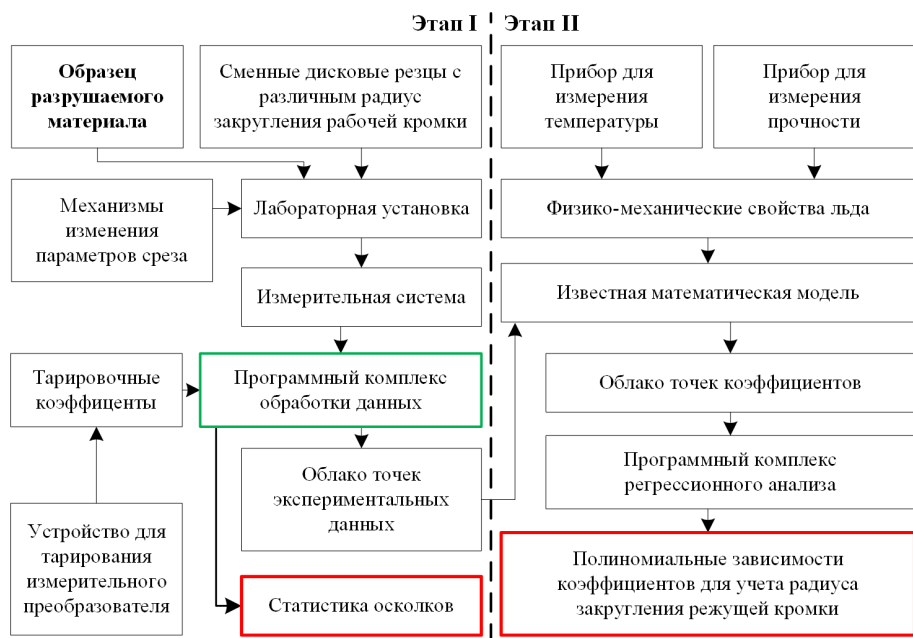 Этап I
Этап II
Образец
разрушаемого
материала
Сменные дисковые резцы с
различным радиус
закругления рабочей кромки
Механизмы
изменения
параметров среза
Лабораторная установка
Измерительная система
Тарировочные
коэффиценты
Программный комплекс
обработки данных
Облако точек
экспериментальных
данных
Устройство для
тарирования
измерительного
преобразователя
Статистика осколков
Прибор для
измерения
температуры
Прибор для
измерения
прочности
Физико-механические свойства льда
Известная математическая модель
Облако точек коэффициентов
Программный комплекс
регрессионного анализа
Полиномиальные зависимости
коэффициентов для учета радиуса
закругления режущей кромки